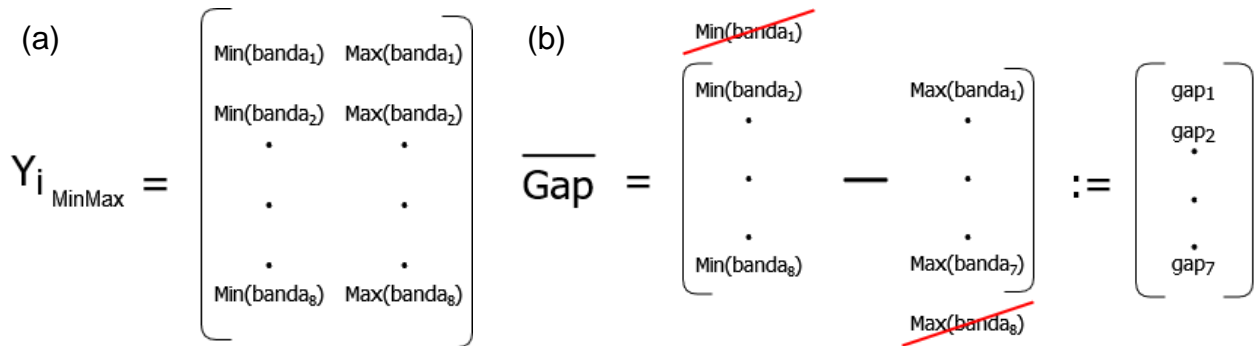 (a)
Y_i MinMax =
Min(banda₁) Max(banda₁)
Min(banda₂) Max(banda₂)
Min(banda₈) Max(banda₈)
(b)
Min(banda₁)
Gap =
Min(banda₂) — Max(banda₁) := gap₁
gap₂
Min(banda₈) Max(banda₇) gap₇
Max(banda₈)